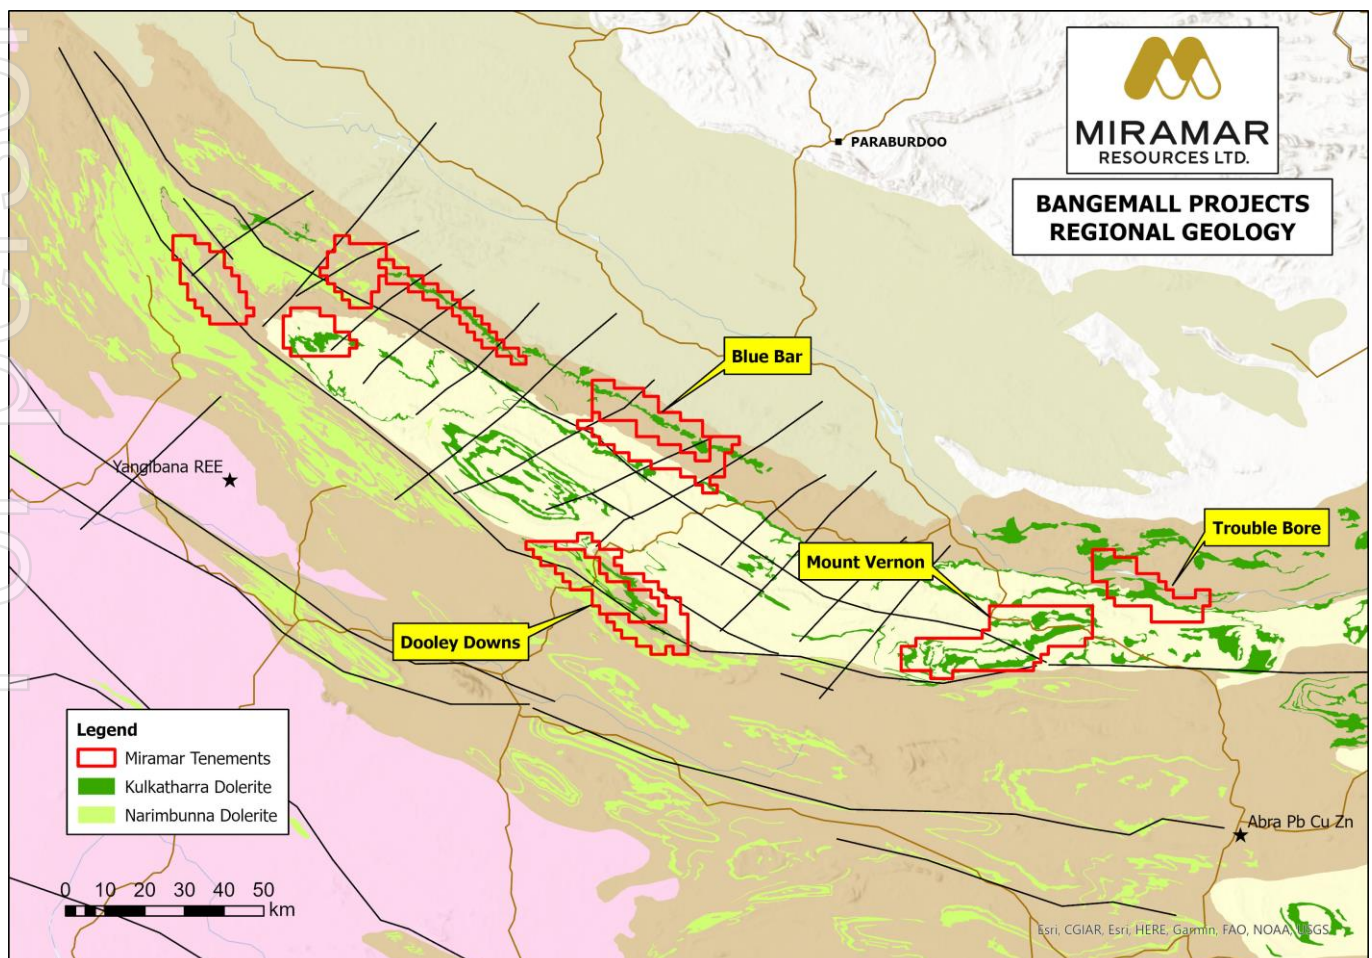 MIRAMAR
RESOURCES LTD.
BANGEMALL PROJECTS
REGIONAL GEOLOGY
PARABURDOO
Blue Bar
Yangibana REE
Trouble Bore
Mount Vernon
Dooley Downs
Legend
Miramar Tenements
Kulkatharra Dolerite
Narimbunna Dolerite
Abra Pb Cu Zn
0 10 20 30 40 50
km
Esri, CGIAR, Esri, HERE, Garmin, FAO, NOAA, USGS